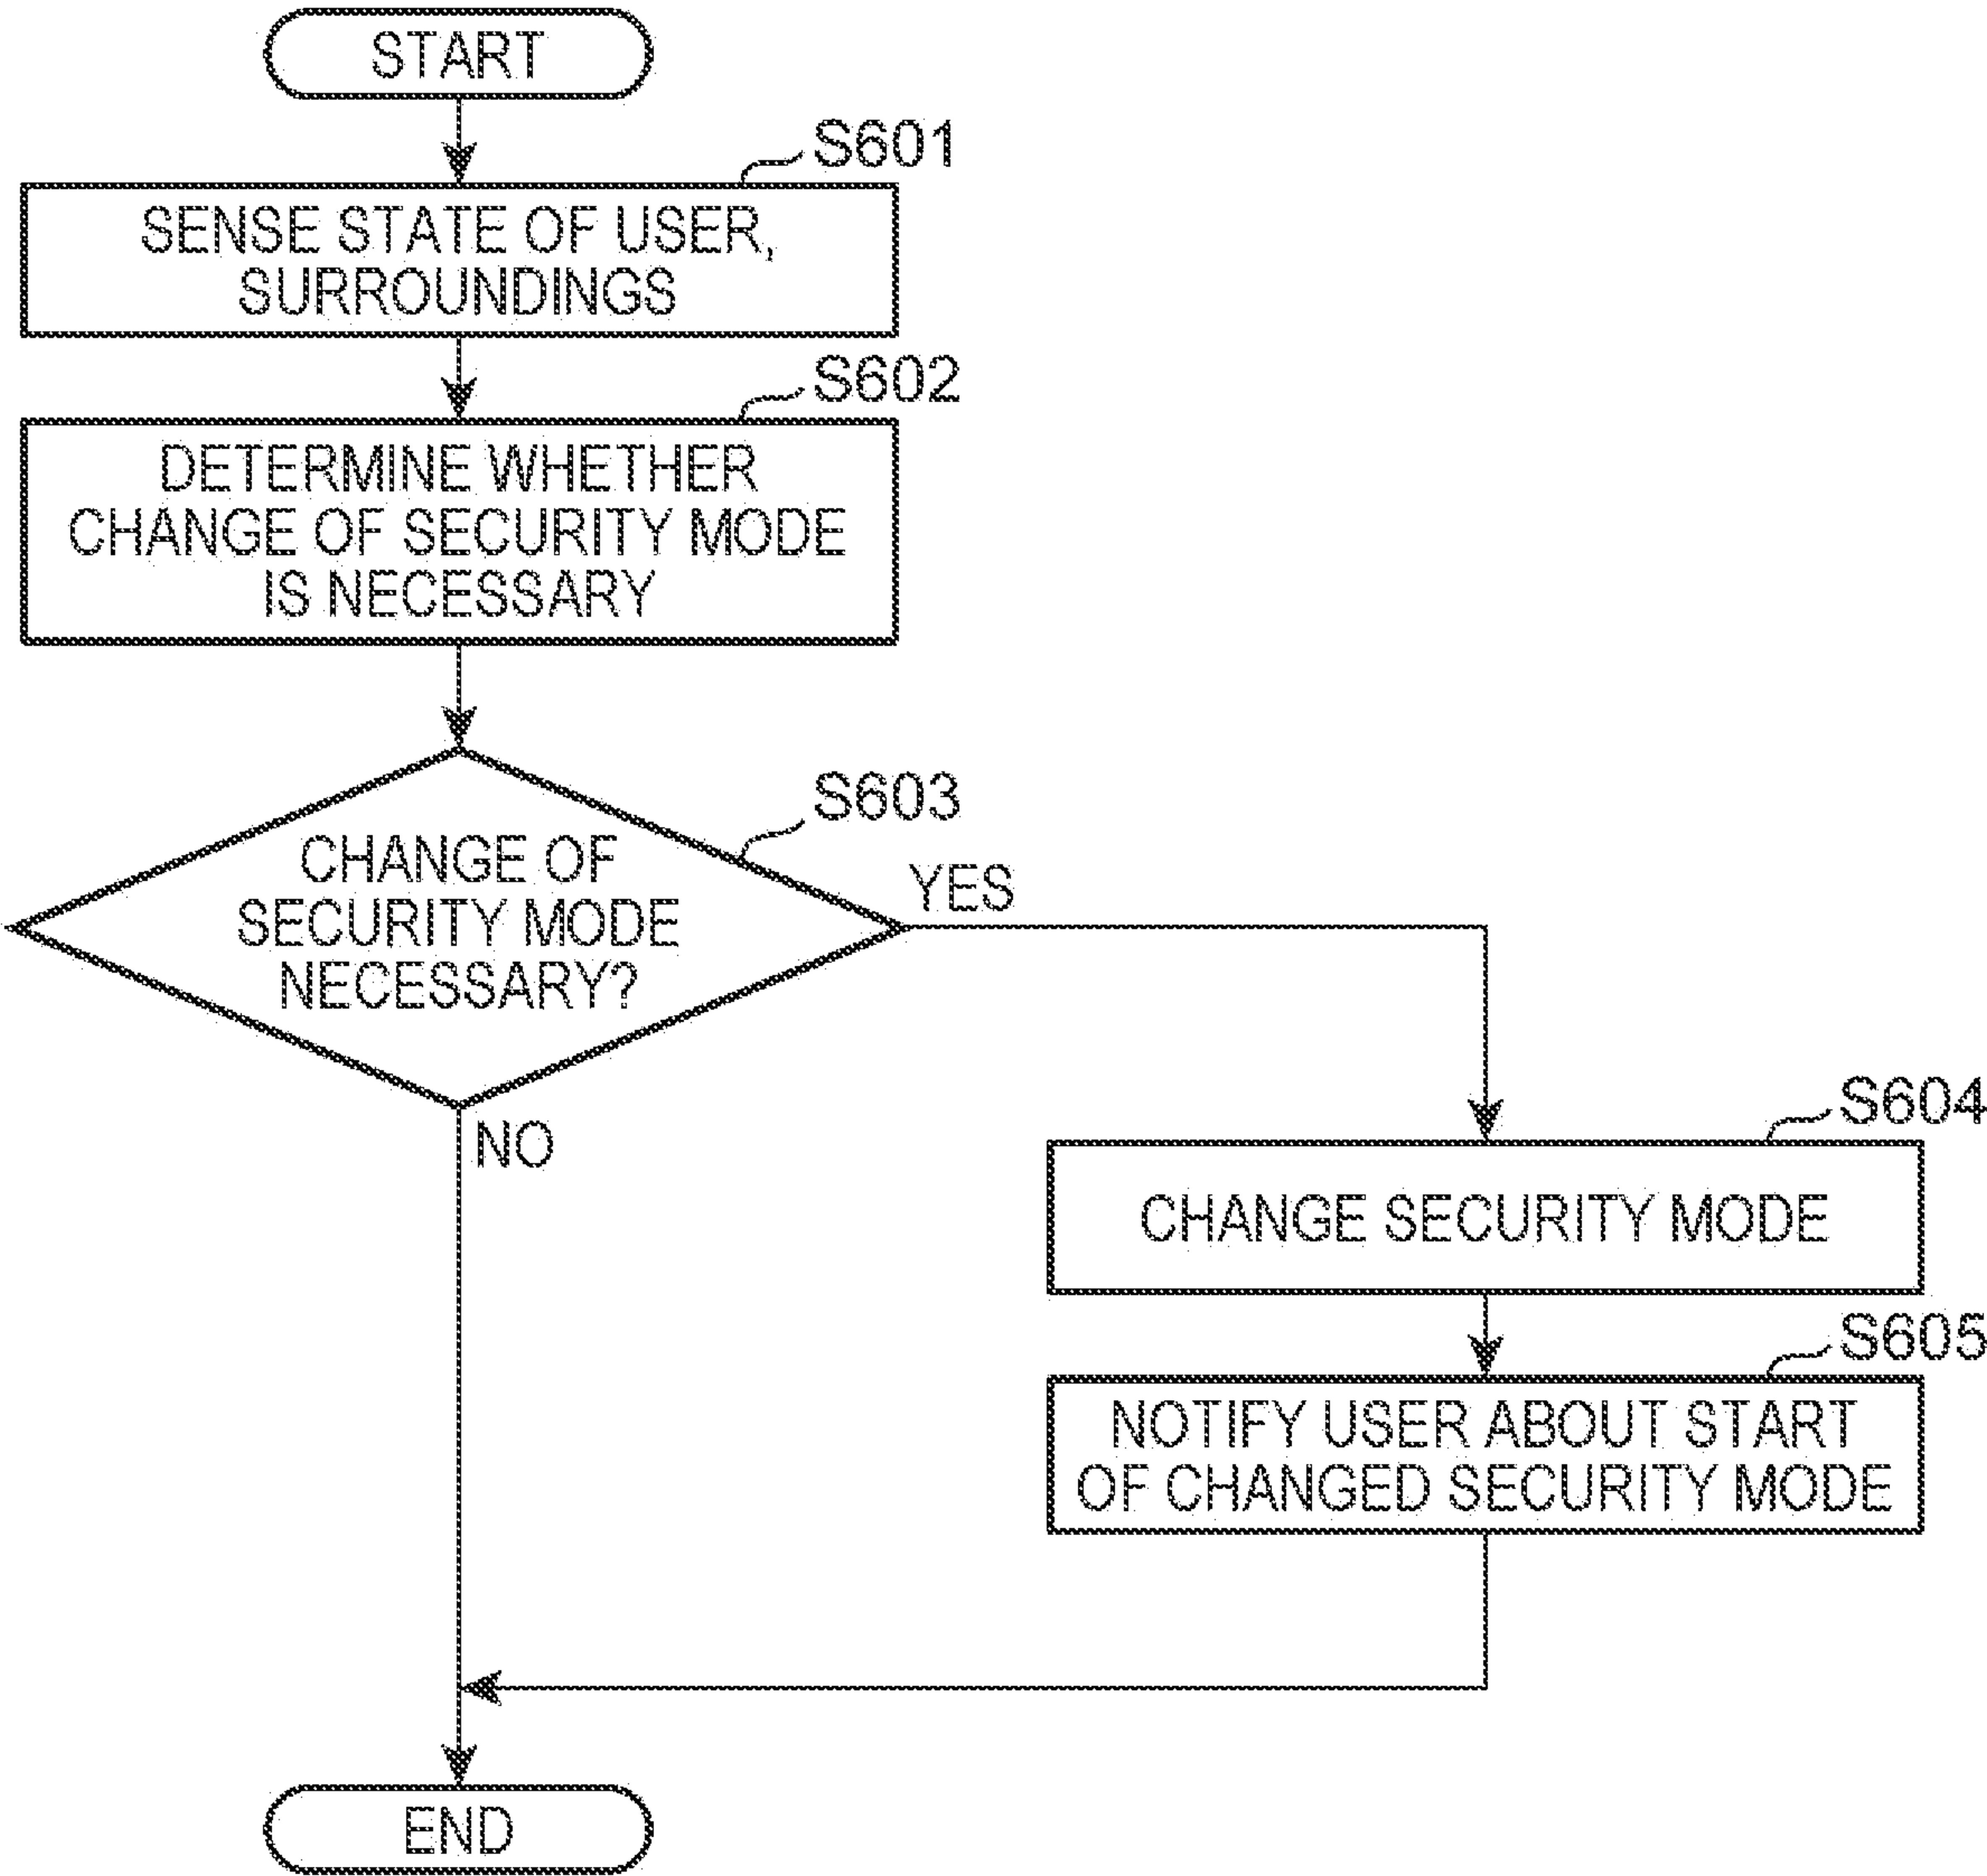 START
S601
SENSE STATE OF USER,
SURROUNDINGS
S602
DETERMINE WHETHER
CHANGE OF SECURITY MODE
IS NECESSARY
S603
CHANGE OF
SECURITY MODE
NECESSARY?
YES
NO
S604
CHANGE SECURITY MODE
S605
NOTIFY USER ABOUT START
OF CHANGED SECURITY MODE
END